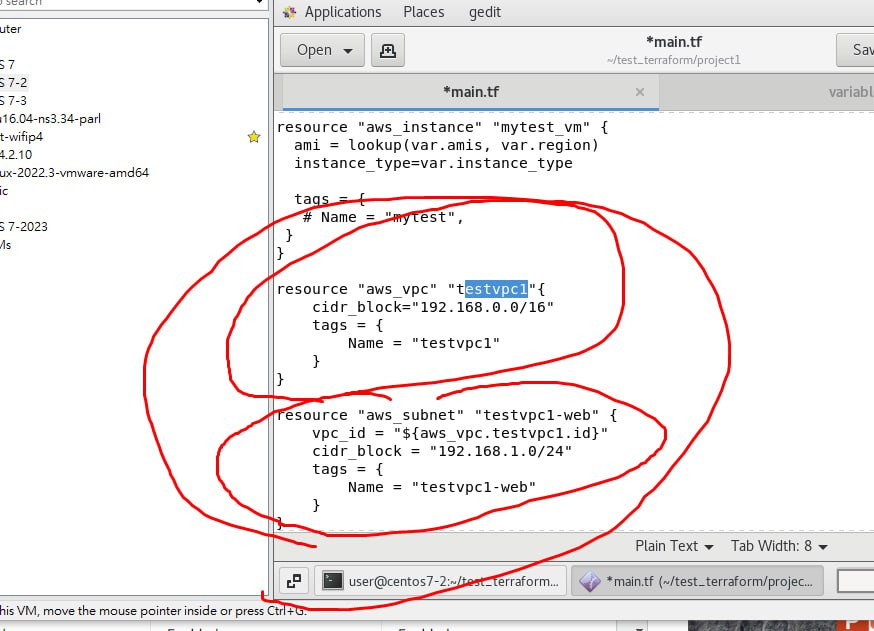 to search
uter
S 7
S 7-2
S 7-3
u16.04-ns3.34-parl
t-wifip4
4.2.10
ux-2022.3-vmware-amd64
ic
S 7-2023
Ms
Applications Places gedit
Open
*main.tf
~/test_terraform/project1
Sav
*main.tf
variabl
resource "aws_instance" "mytest_vm" {
ami = lookup(var.amis, var.region)
instance_type=var.instance_type
tags = {
# Name = "mytest",
}
}
resource "aws_vpc" "testvpc1"{
cidr_block="192.168.0.0/16"
tags = {
Name = "testvpc1"
}
}
resource "aws_subnet" "testvpc1-web" {
vpc_id = "${aws_vpc.testvpc1.id}"
cidr_block = "192.168.1.0/24"
tags = {
Name = "testvpc1-web"
}
}
Plain Text Tab Width: 8
user@centos7-2:~/test_terraform...
*main.tf (~/test_terraform/projec...
his VM, move the mouse pointer inside or press Ctrl+G.